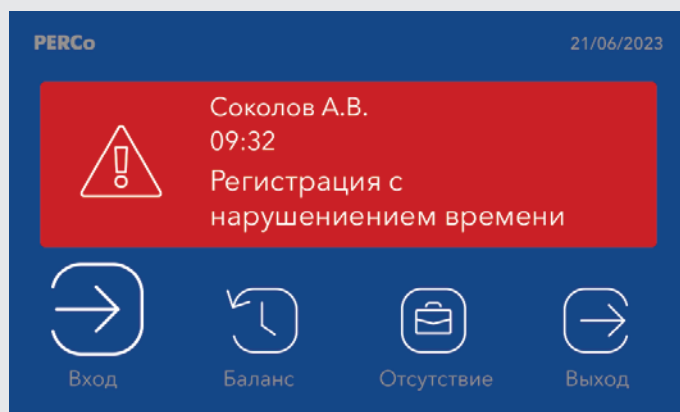 PERCo 21/06/2023
Соколов А.В.
09:32
Регистрация с
нарушениением времени
Вход Баланс Отсутствие Выход